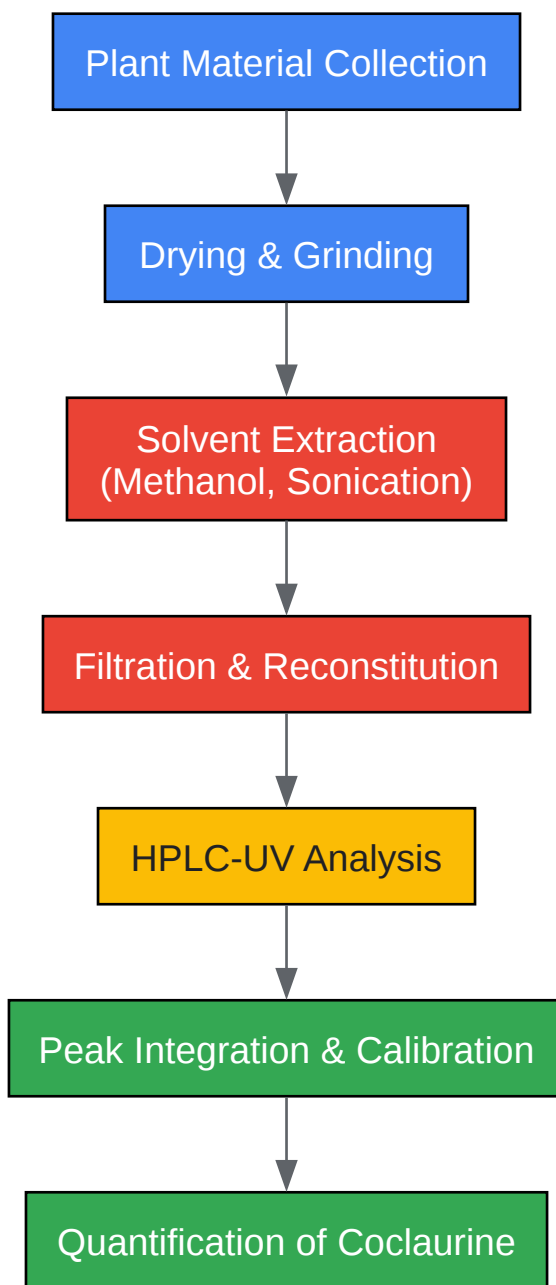 Plant Material Collection
Drying & Grinding
Solvent Extraction
(Methanol, Sonication)
Filtration & Reconstitution
HPLC-UV Analysis
Peak Integration & Calibration
Quantification of Coclaurine